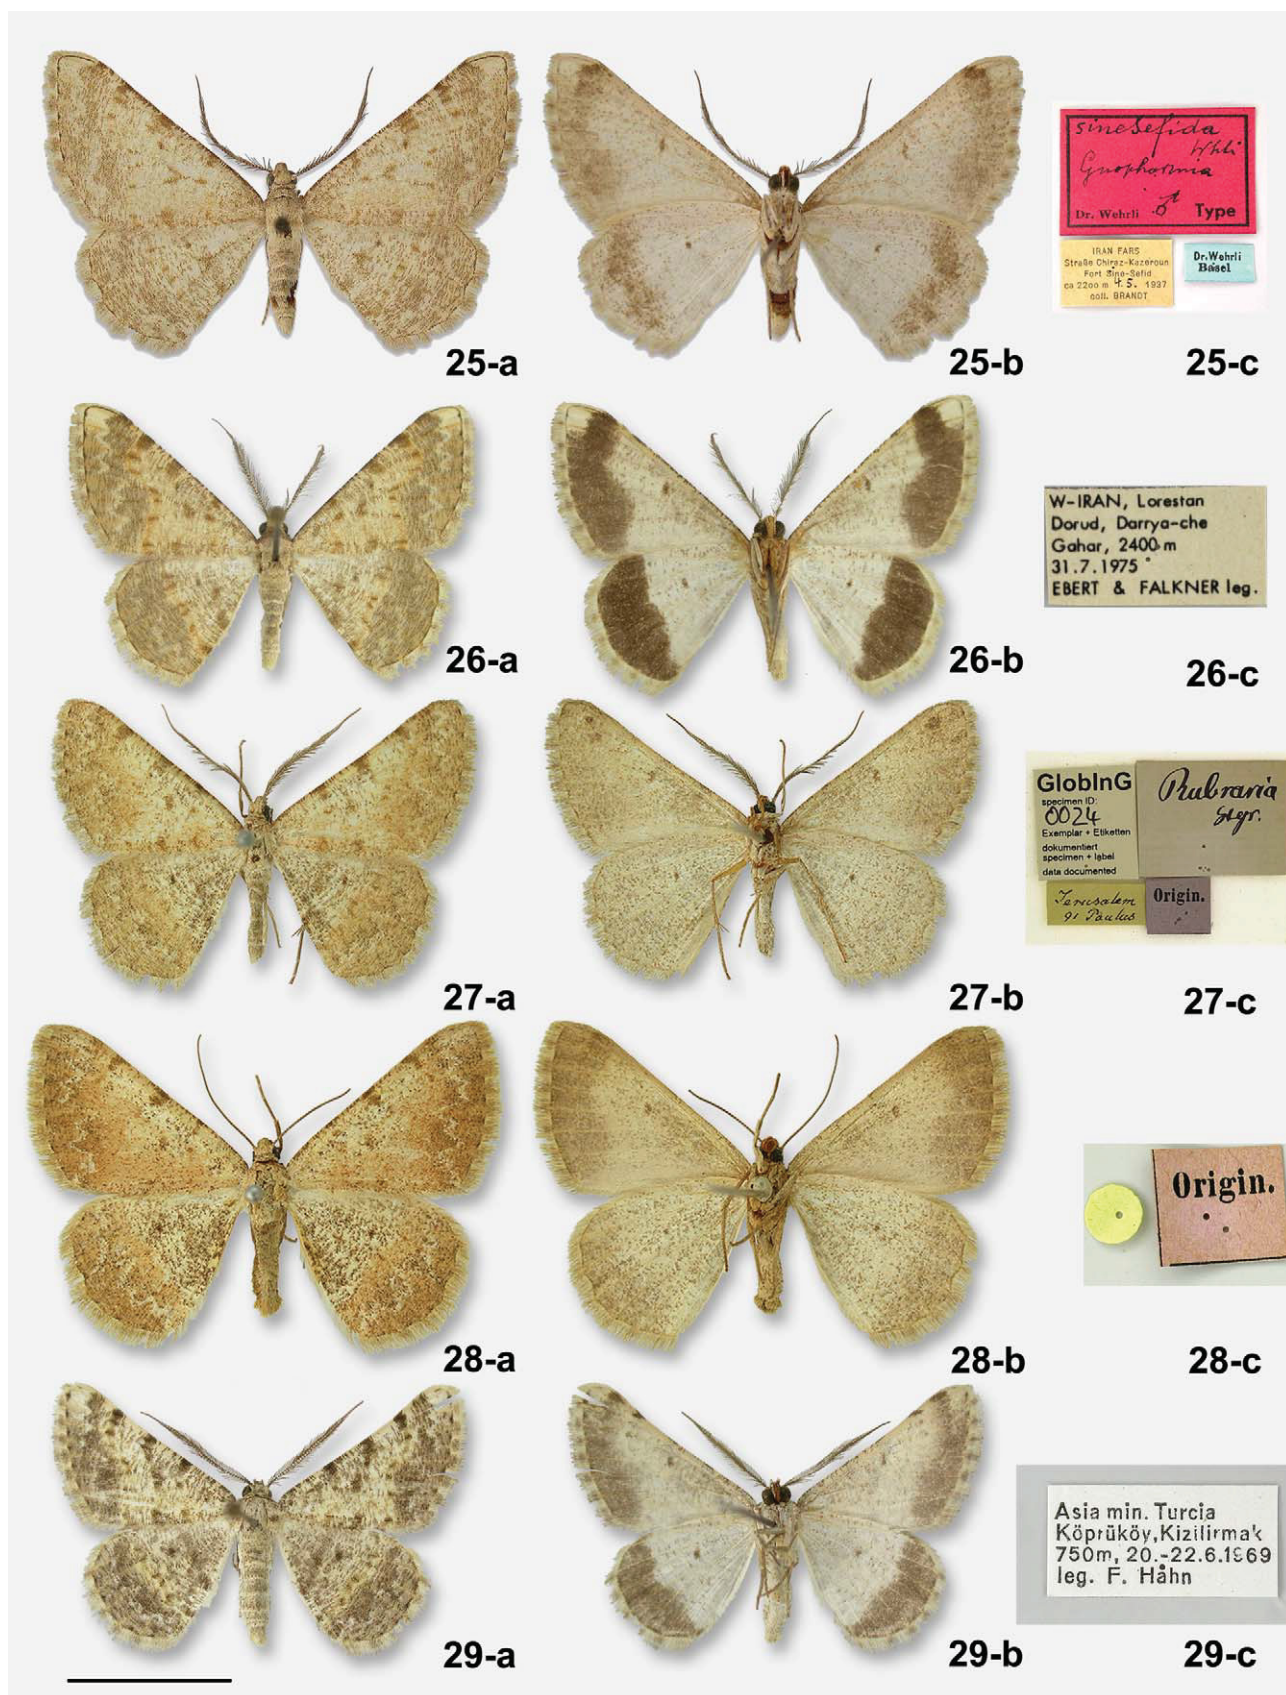 sinesefida
Whli
Gnopharmia
Dr. Wehrli ♂ Type
IRAN FARS
Straße Chiraz-Kazeroun
Fort Sine-Sefid
ca 2200 m 4.5. 1937
coll. BRANDT
Dr. Wehrli
Basel
25-a
25-b
25-c
W-IRAN, Lorestan
Dorud, Darrya-che
Gahar, 2400 m
31.7.1975
EBERT & FALKNER leg.
26-a
26-b
26-c
GlobInG
specimen ID:
0024
Exemplar + Etiketten
dokumentiert
specimen + label
data documented
Rubraria
Stgr.
Jerusalem
91 Paulus
Origin.
27-a
27-b
27-c
Origin.
28-a
28-b
28-c
Asia min. Turcia
Köprüköy, Kizilirmak
750m, 20.-22.6.1969
leg. F. Hahn
29-a
29-b
29-c